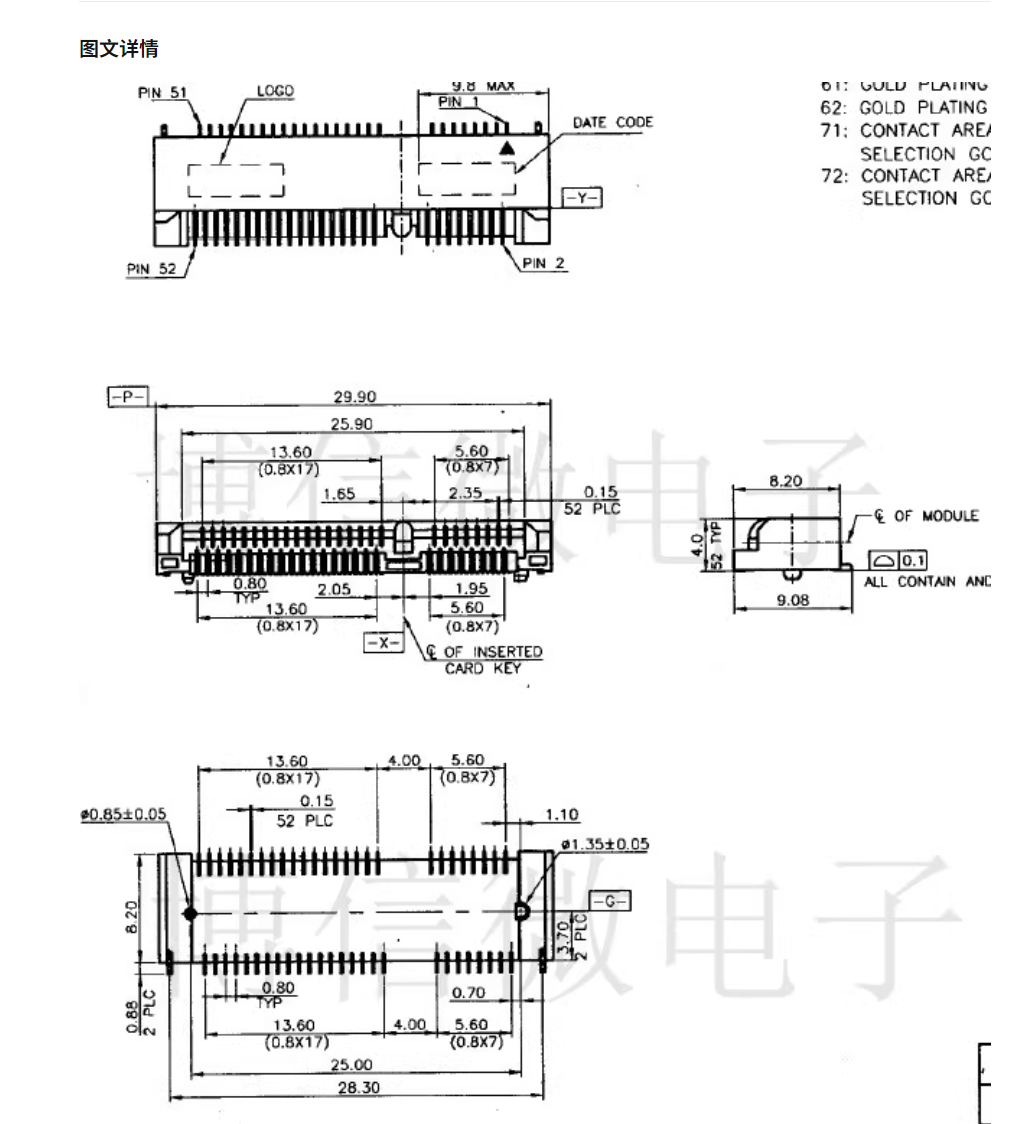 图文详情
PIN 51
LOGO
9.8 MAX
PIN 1
DATE CODE
-Y-
PIN 52
PIN 2
61: GOLD PLATING
62: GOLD PLATING
71: CONTACT AREA
SELECTION GO
72: CONTACT AREA
SELECTION GO
-P-
29.90
25.90
13.60
(0.8X17)
5.60
(0.8X7)
1.65
2.35
0.15
52 PLC
0.80
TYP
2.05
1.95
13.60
(0.8X17)
5.60
(0.8X7)
-X-
℄ OF INSERTED
CARD KEY
8.20
℄ OF MODULE
4.0
52 TYP
0.1
ALL CONTAIN AND
9.08
博信微电子
13.60
(0.8X17)
4.00
5.60
(0.8X7)
0.15
52 PLC
ø0.85±0.05
1.10
ø1.35±0.05
8.20
-G-
3.70
2 PLC
0.88
2 PLC
0.80
TYP
0.70
13.60
(0.8X17)
4.00
5.60
(0.8X7)
25.00
28.30
博信微电子